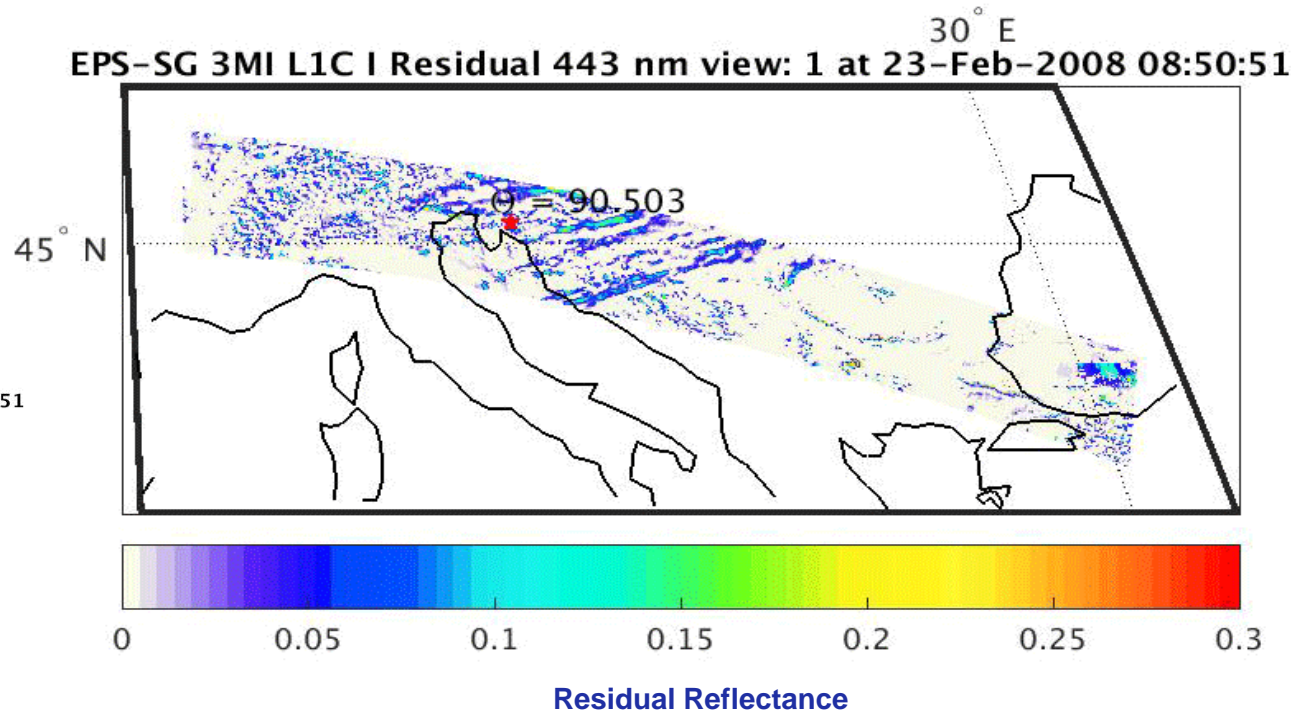 30° E
EPS-SG 3MI L1C I Residual 443 nm view: 1 at 23-Feb-2008 08:50:51
Θ = 90.503
45° N
51
0 0.05 0.1 0.15 0.2 0.25 0.3
Residual Reflectance